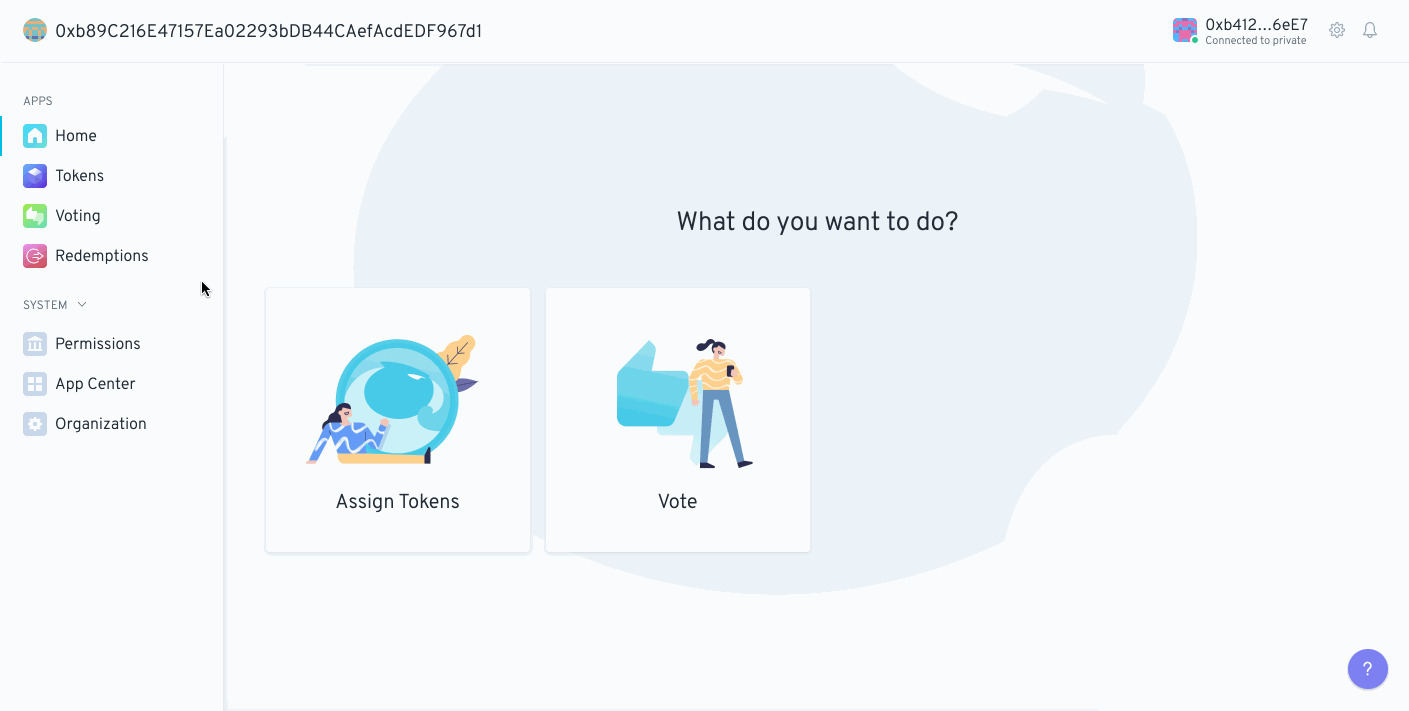 0xb89C216E47157Ea02293bDB44CAefAcdEDF967d1
0xb412…6eE7
Connected to private
APPS
Home
Tokens
Voting
Redemptions
SYSTEM
Permissions
App Center
Organization
What do you want to do?
Assign Tokens
Vote
?